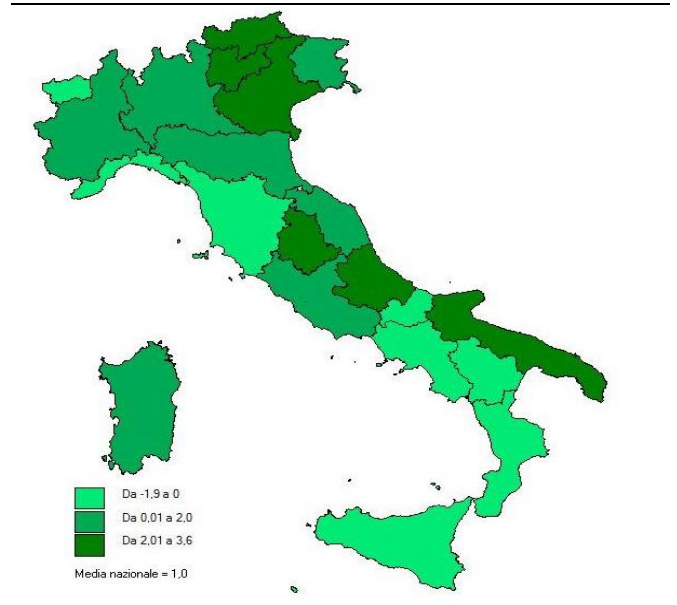 Da -1,9 a 0
Da 0,01 a 2,0
Da 2,01 a 3,6
Media nazionale = 1,0